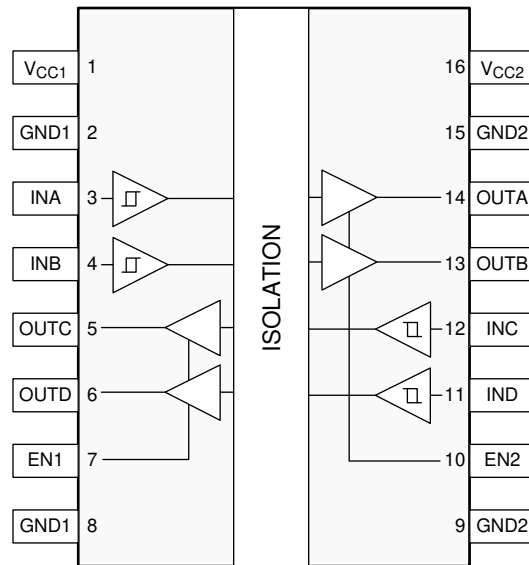 VCC1 1 16 VCC2
GND1 2 15 GND2
INA 3 14 OUTA
INB 4 13 OUTB
ISOLATION
OUTC 5 12 INC
OUTD 6 11 IND
EN1 7 10 EN2
GND1 8 9 GND2